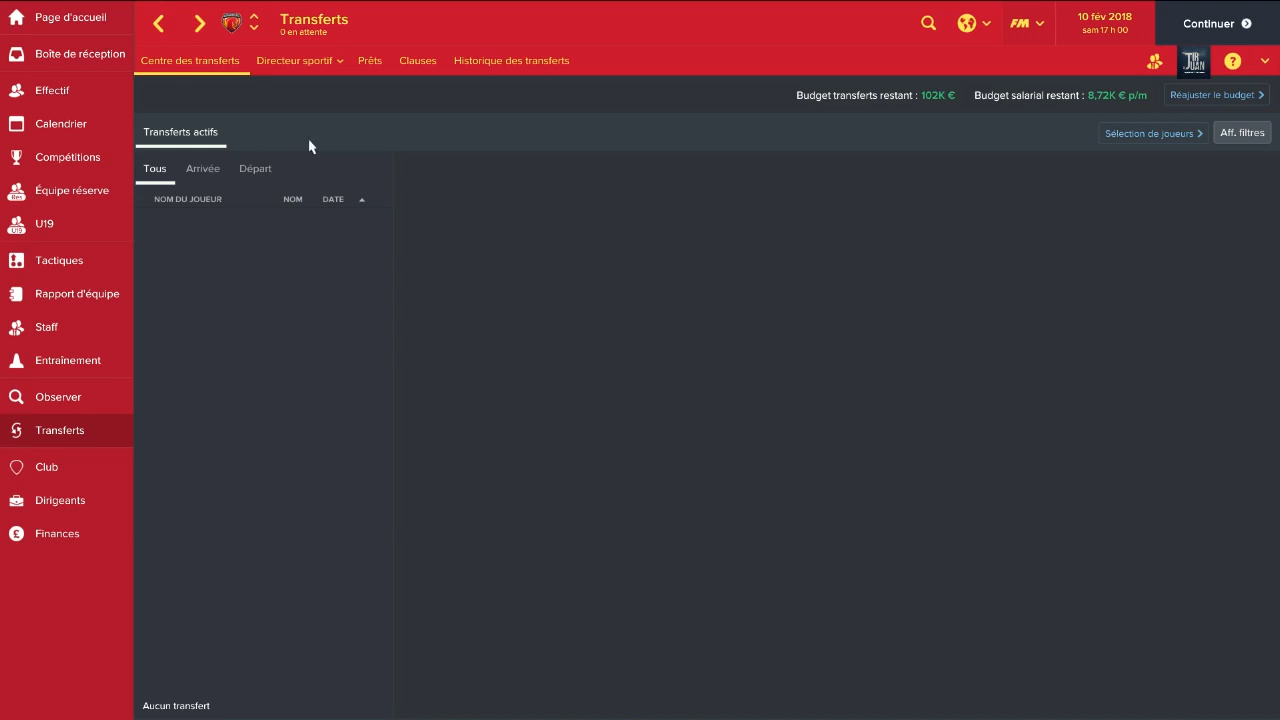 Page d'accueil
Boîte de réception
Effectif
Calendrier
Compétitions
Équipe réserve
Res
U19
U19
Tactiques
Rapport d'équipe
Staff
Entraînement
Observer
Transferts
Club
Dirigeants
Finances
Transferts
0 en attente
FM
10 fév 2018
sam 17 h 00
Continuer
Centre des transferts
Directeur sportif
Prêts
Clauses
Historique des transferts
?
Budget transferts restant : 102K €
Budget salarial restant : 8,72K € p/m
Réajuster le budget
Transferts actifs
Sélection de joueurs
Aff. filtres
Tous
Arrivée
Départ
NOM DU JOUEUR
NOM
DATE
Aucun transfert